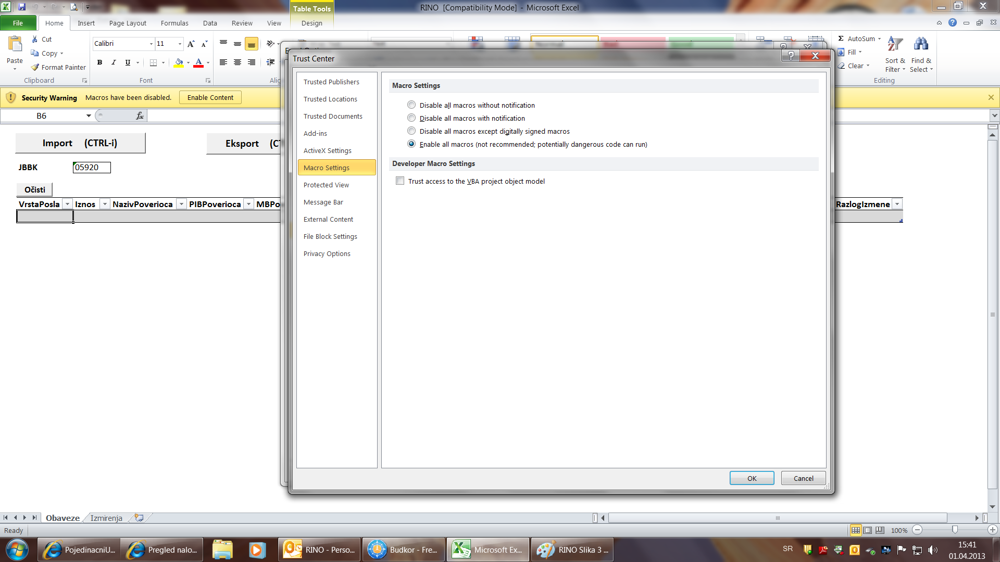 RINO  [Compatibility Mode]  -  Microsoft Excel
Table Tools
File
Home
Insert
Page Layout
Formulas
Data
Review
View
Design
Paste
Cut
Copy
Format Painter
Clipboard
Calibri
11
B I U
Font
AutoSum
Fill
Clear
Sort & Filter
Find & Select
Editing
Security Warning
Macros have been disabled.
Enable Content
B6
fx
Import (CTRL-i)
Eksport
JBBK
05920
Očisti
VrstaPosla
Iznos
NazivPoverioca
PIBPoverioca
RazlogIzmene
Trust Center
Trusted Publishers
Trusted Locations
Trusted Documents
Add-ins
ActiveX Settings
Macro Settings
Protected View
Message Bar
External Content
File Block Settings
Privacy Options
Macro Settings
Disable all macros without notification
Disable all macros with notification
Disable all macros except digitally signed macros
Enable all macros (not recommended; potentially dangerous code can run)
Developer Macro Settings
Trust access to the VBA project object model
OK
Cancel
Obaveze
Izmirenja
Ready
100%
PojedinacniU...
Pregled nalo...
RINO - Perso...
Budkor - Fre...
Microsoft Ex...
RINO Slika 3 ...
SR
15:41
01.04.2013